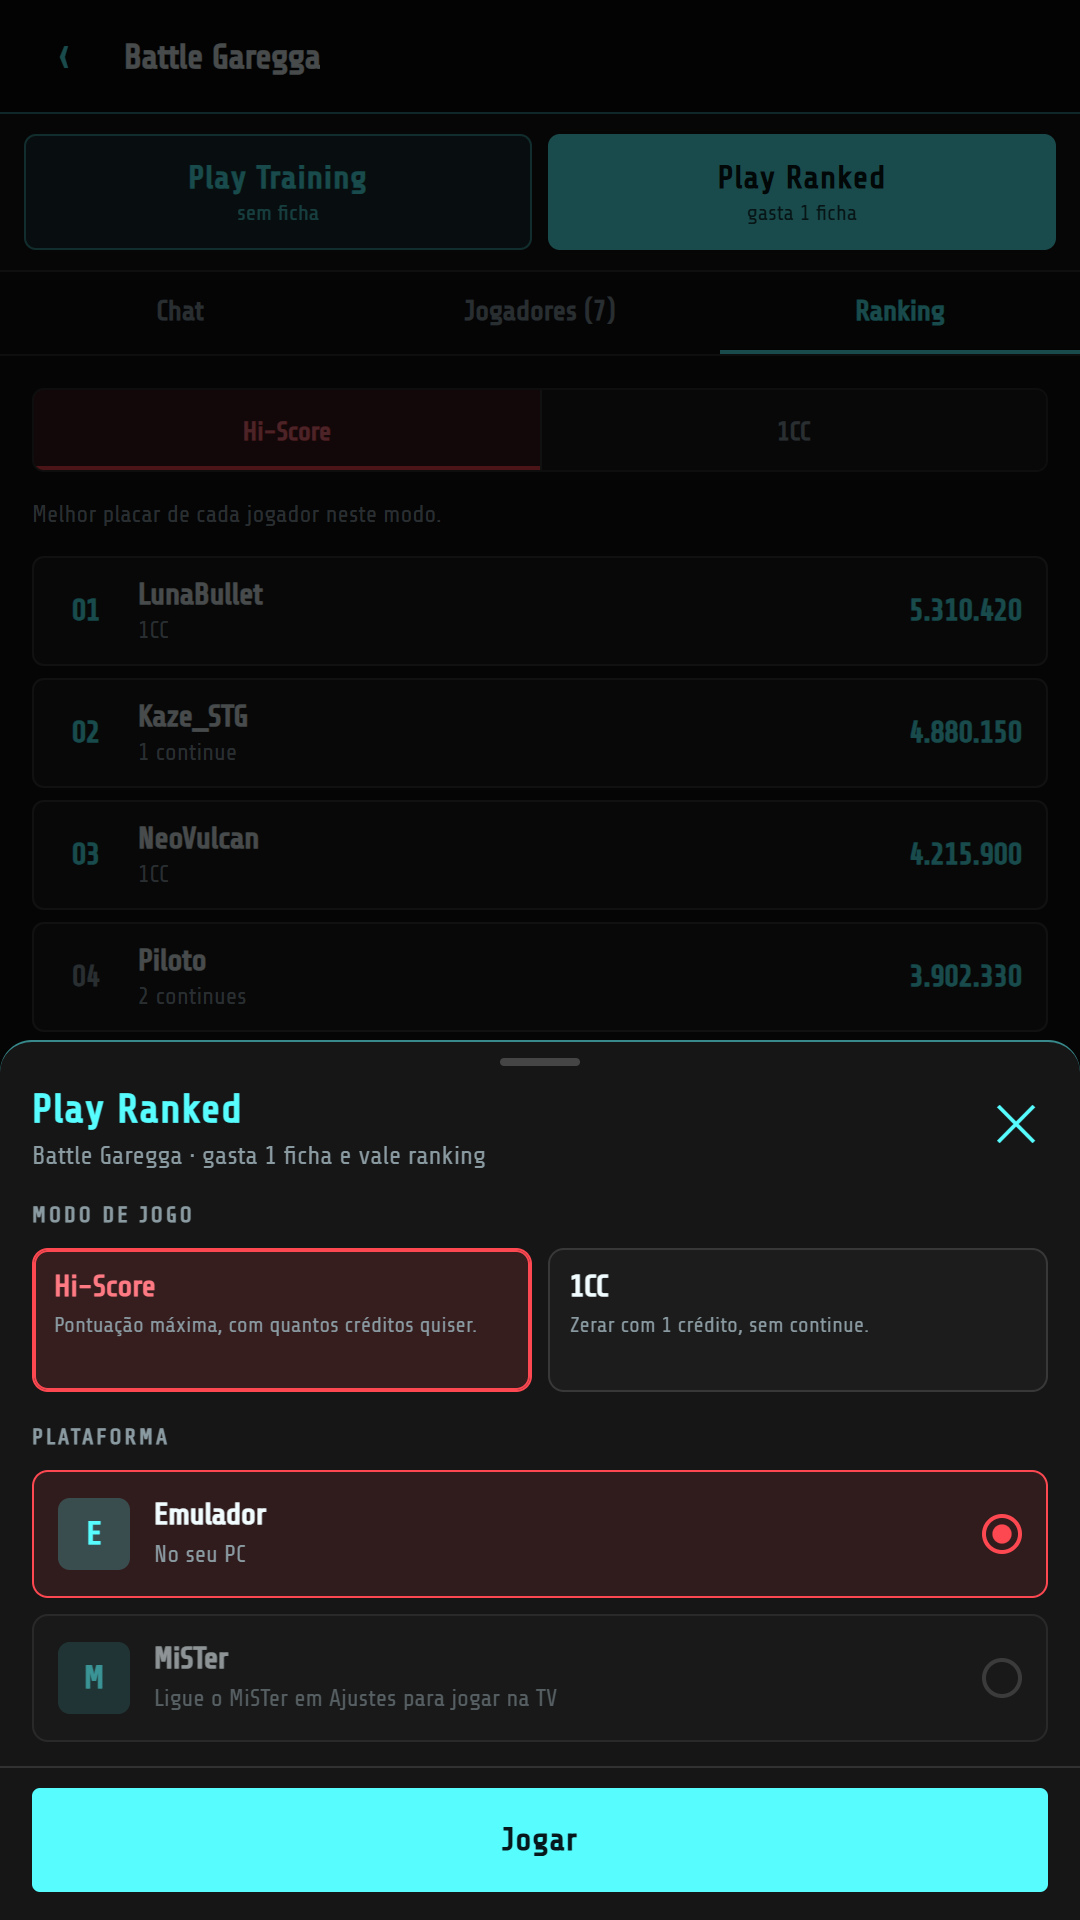 Battle Garegga
Play Training
sem ficha
Play Ranked
gasta 1 ficha
Chat
Jogadores (7)
Ranking
Hi-Score
1CC
Melhor placar de cada jogador neste modo.
01
LunaBullet
1CC
5.310.420
02
Kaze_STG
1 continue
4.880.150
03
NeoVulcan
1CC
4.215.900
04
Piloto
2 continues
3.902.330
Play Ranked
Battle Garegga · gasta 1 ficha e vale ranking
MODO DE JOGO
Hi-Score
Pontuação máxima, com quantos créditos quiser.
1CC
Zerar com 1 crédito, sem continue.
PLATAFORMA
E
Emulador
No seu PC
M
MiSTer
Ligue o MiSTer em Ajustes para jogar na TV
Jogar